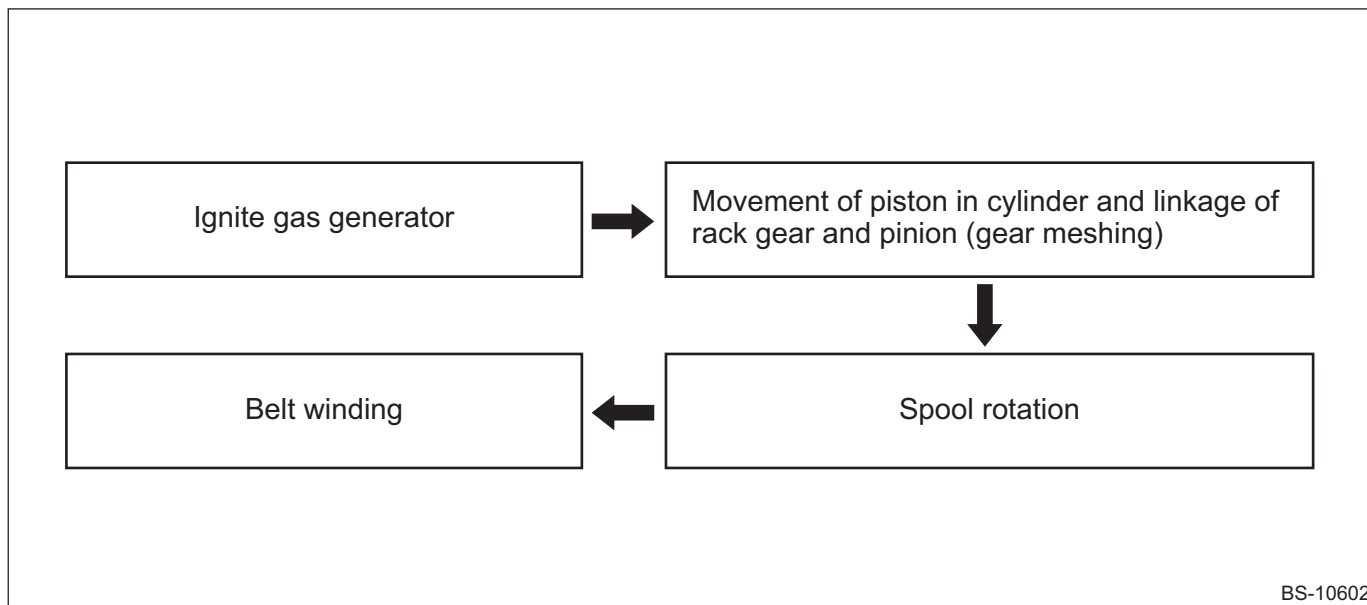 Ignite gas generator
Movement of piston in cylinder and linkage of
rack gear and pinion (gear meshing)
Belt winding
Spool rotation
BS-10602